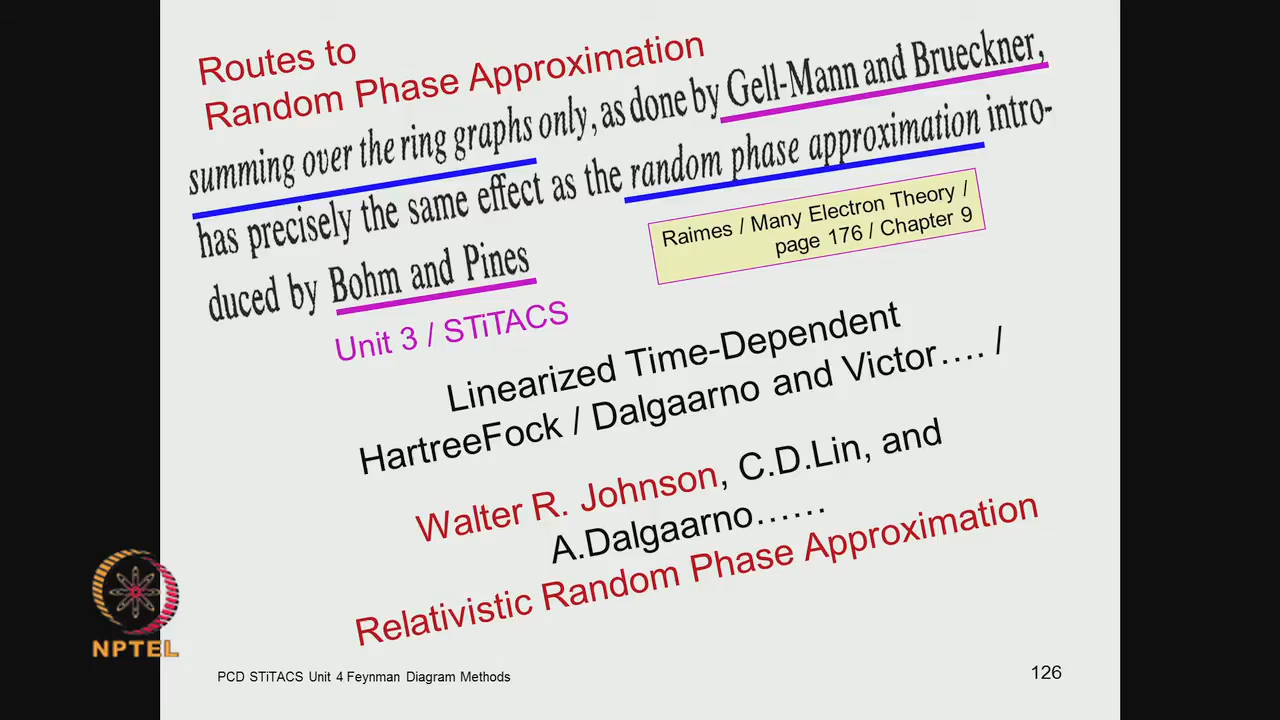 Routes to
Random Phase Approximation
summing over the ring graphs only, as done by Gell-Mann and Brueckner,
has precisely the same effect as the random phase approximation intro-
duced by Bohm and Pines
Raimes / Many Electron Theory /
page 176 / Chapter 9
Unit 3 / STiTACS
Linearized Time-Dependent
HartreeFock / Dalgaarno and Victor.... /
Walter R. Johnson, C.D.Lin, and
A.Dalgaarno......
Relativistic Random Phase Approximation
NPTEL
PCD STiTACS Unit 4 Feynman Diagram Methods
126